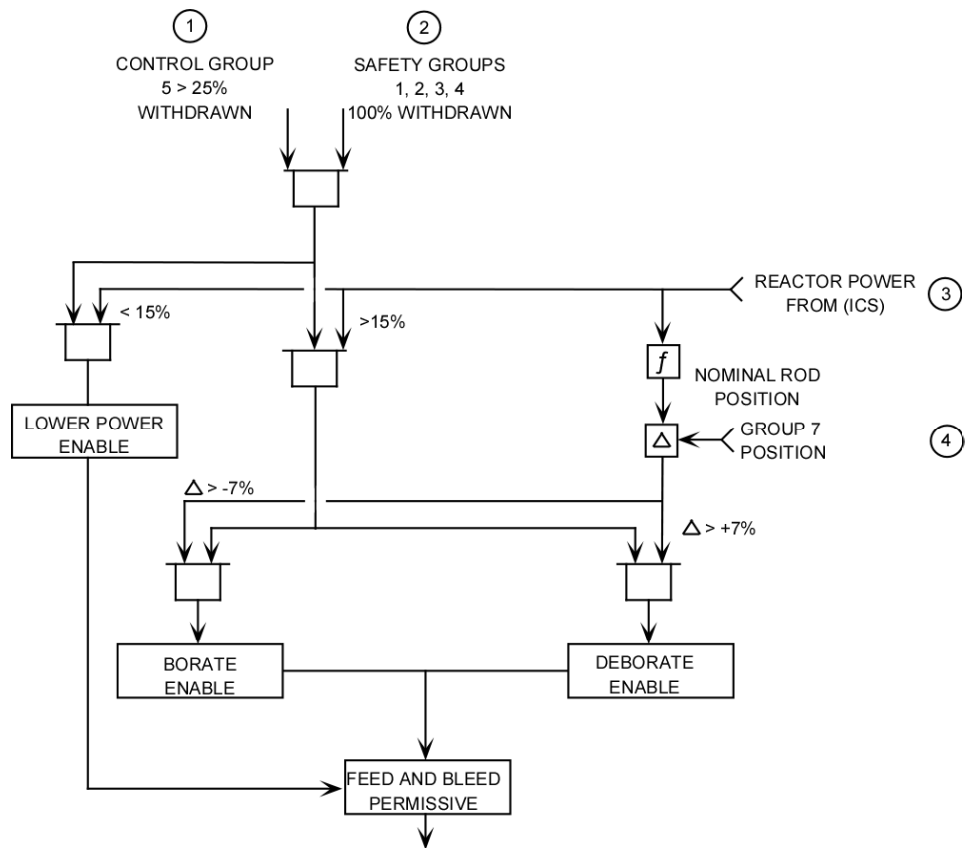 1
CONTROL GROUP
5 > 25%
WITHDRAWN
2
SAFETY GROUPS
1, 2, 3, 4
100% WITHDRAWN
REACTOR POWER
FROM (ICS)
3
< 15%
>15%
f
NOMINAL ROD
POSITION
LOWER POWER
ENABLE
△
GROUP 7
POSITION
4
△ > -7%
△ > +7%
BORATE
ENABLE
DEBORATE
ENABLE
FEED AND BLEED
PERMISSIVE